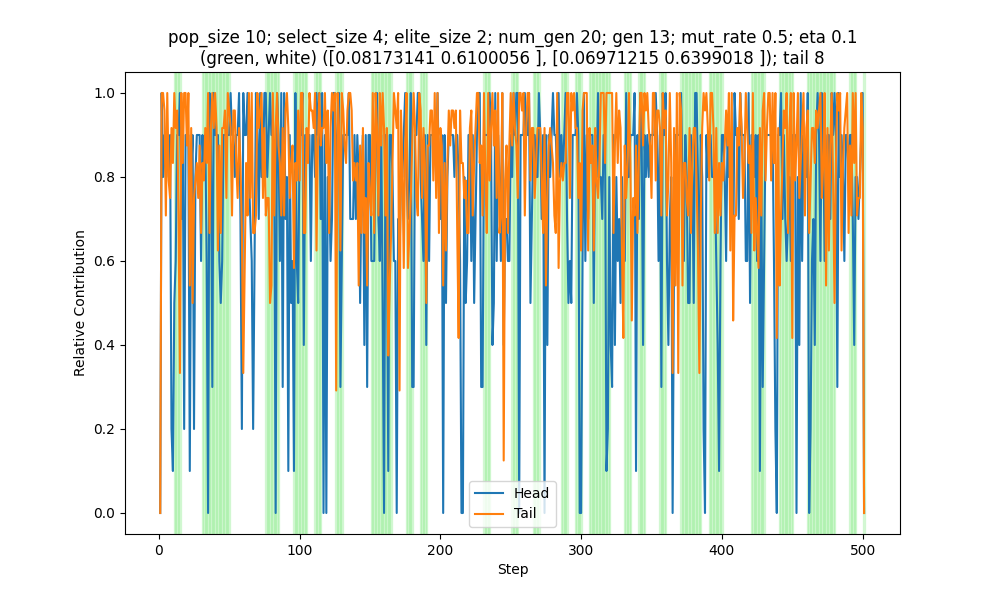 pop_size 10; select_size 4; elite_size 2; num_gen 20; gen 13; mut_rate 0.5; eta 0.1
(green, white) ([0.08173141 0.6100056 ], [0.06971215 0.6399018 ]); tail 8
1.0
0.8
0.6
0.4
0.2
0.0
Relative Contribution
Head
Tail
0
100
200
300
400
500
Step